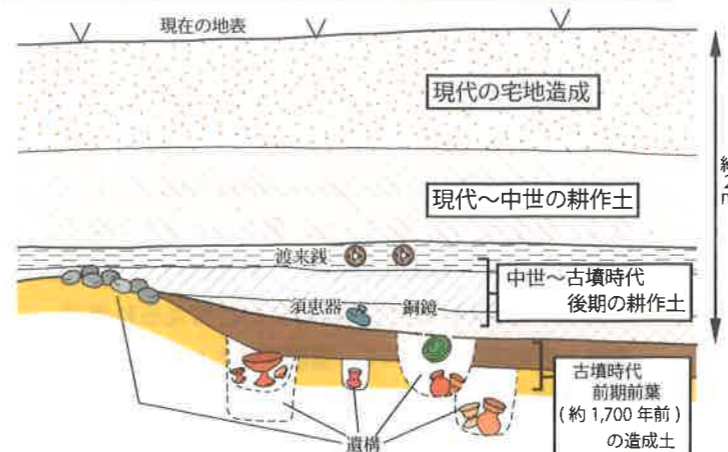 現在の地表
現代の宅地造成
現代～中世の耕作土
渡来銭
中世～古墳時代
後期の耕作土
須恵器
銅鏡
古墳時代
前期前葉
(約1,700年前)
の造成土
遺構